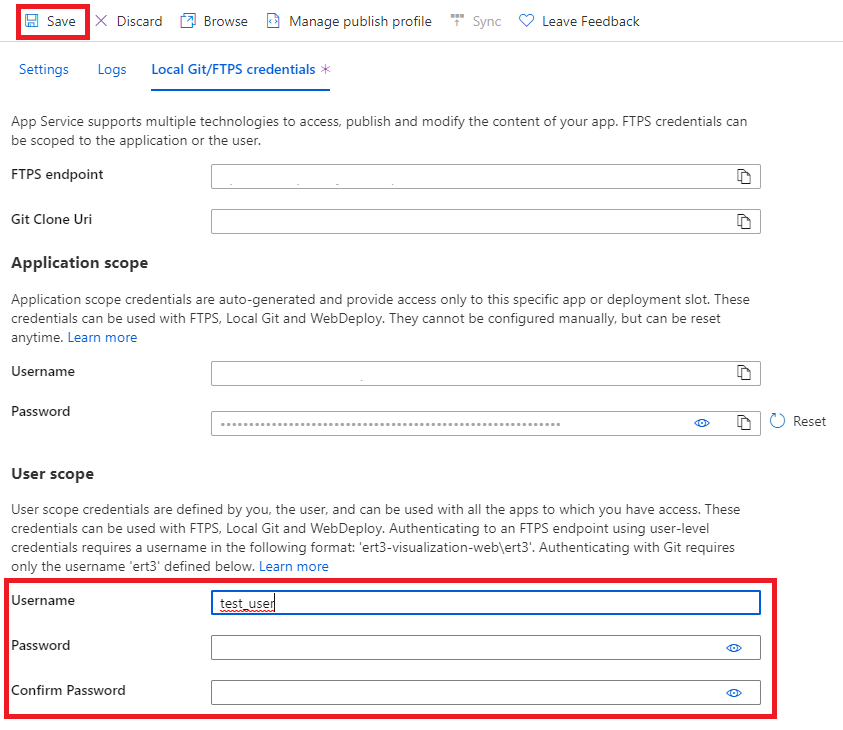 Save Discard Browse Manage publish profile Sync Leave Feedback
Settings Logs Local Git/FTPS credentials *
App Service supports multiple technologies to access, publish and modify the content of your app. FTPS credentials can
be scoped to the application or the user.
FTPS endpoint
Git Clone Uri
Application scope
Application scope credentials are auto-generated and provide access only to this specific app or deployment slot. These
credentials can be used with FTPS, Local Git and WebDeploy. They cannot be configured manually, but can be reset
anytime. Learn more
Username
Password
Reset
User scope
User scope credentials are defined by you, the user, and can be used with all the apps to which you have access. These
credentials can be used with FTPS, Local Git and WebDeploy. Authenticating to an FTPS endpoint using user-level
credentials requires a username in the following format: 'ert3-visualization-web\ert3'. Authenticating with Git requires
only the username 'ert3' defined below. Learn more
Username test_user
Password
Confirm Password